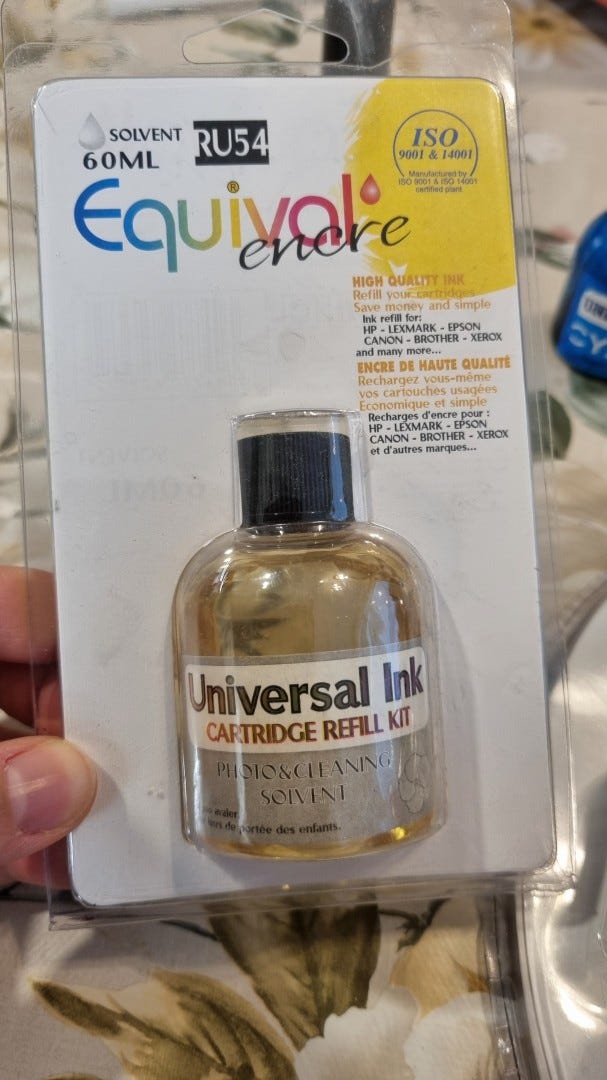 SOLVENT
60ML
RU54
ISO
9001 & 14001
Manufactured by
ISO 9001 & ISO 14001
certified plant
Equival®
encre
HIGH QUALITY INK
Refill your cartridges
Save money and simple
Ink refill for:
HP - LEXMARK - EPSON
CANON - BROTHER - XEROX
and many more...
ENCRE DE HAUTE QUALITÉ
Rechargez vous-même
vos cartouches usagées
Économique et simple
Recharges d'encre pour :
HP - LEXMARK - EPSON
CANON - BROTHER - XEROX
et d'autres marques...
Universal Ink
CARTRIDGE REFILL KIT
PHOTO&CLEANING
SOLVENT
de portée des enfants.